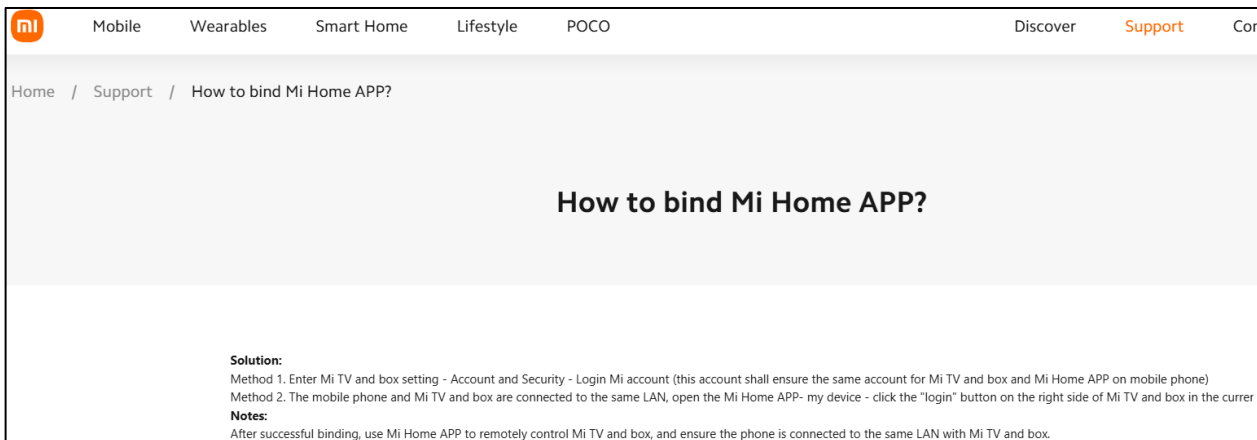 mi
Mobile Wearables Smart Home Lifestyle POCO Discover Support
Home / Support / How to bind Mi Home APP?
How to bind Mi Home APP?
Solution:
Method 1. Enter Mi TV and box setting - Account and Security - Login Mi account (this account shall ensure the same account for Mi TV and box and Mi Home APP on mobile phone)
Method 2. The mobile phone and Mi TV and box are connected to the same LAN, open the Mi Home APP- my device - click the "login" button on the right side of Mi TV and box in the
Notes:
After successful binding, use Mi Home APP to remotely control Mi TV and box, and ensure the phone is connected to the same LAN with Mi TV and box.